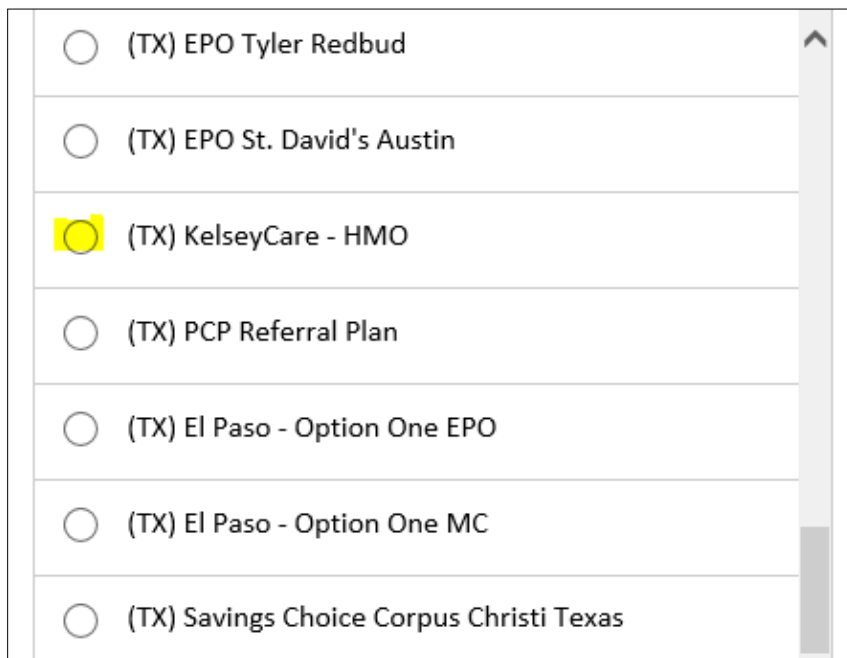 (TX) EPO Tyler Redbud
(TX) EPO St. David's Austin
(TX) KelseyCare - HMO
(TX) PCP Referral Plan
(TX) El Paso - Option One EPO
(TX) El Paso - Option One MC
(TX) Savings Choice Corpus Christi Texas